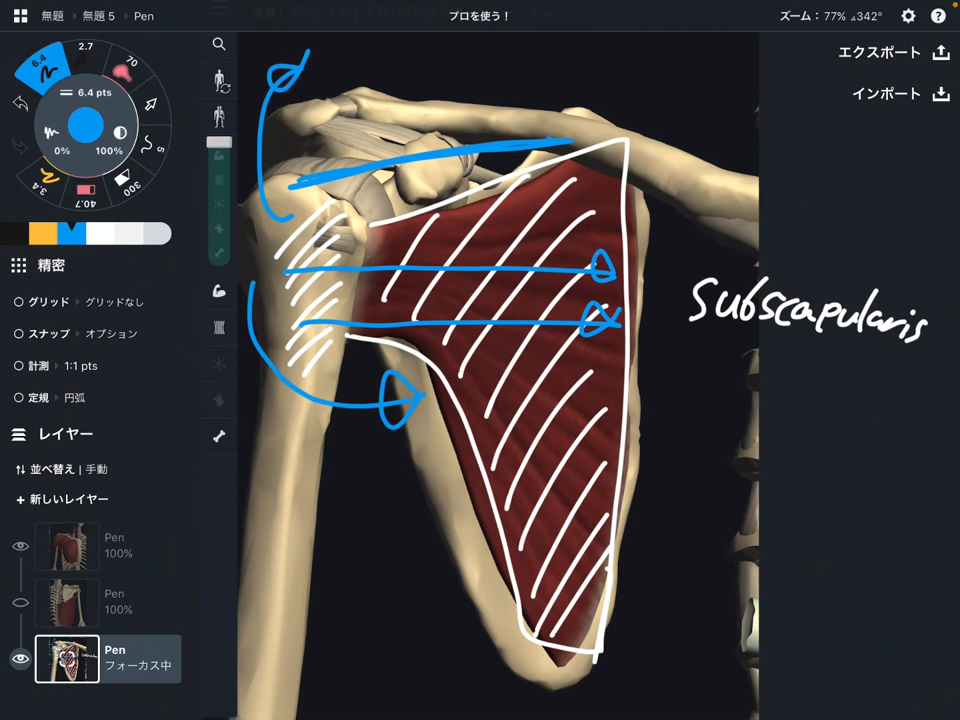 無題 ▸ 無題 5 ▸ Pen
プロを使う！
ズーム：77% ⊿342°
エクスポート
インポート
2.7
6.4
70
6.4 pts
0%
100%
5
300
40.7
3.4
精密
グリッド ▸ グリッドなし
スナップ ▸ オプション
計測 ▸ 1:1 pts
定規 ▸ 円弧
レイヤー
並べ替え | 手動
+ 新しいレイヤー
Pen
100%
Pen
100%
Pen
フォーカス中
Subscapularis